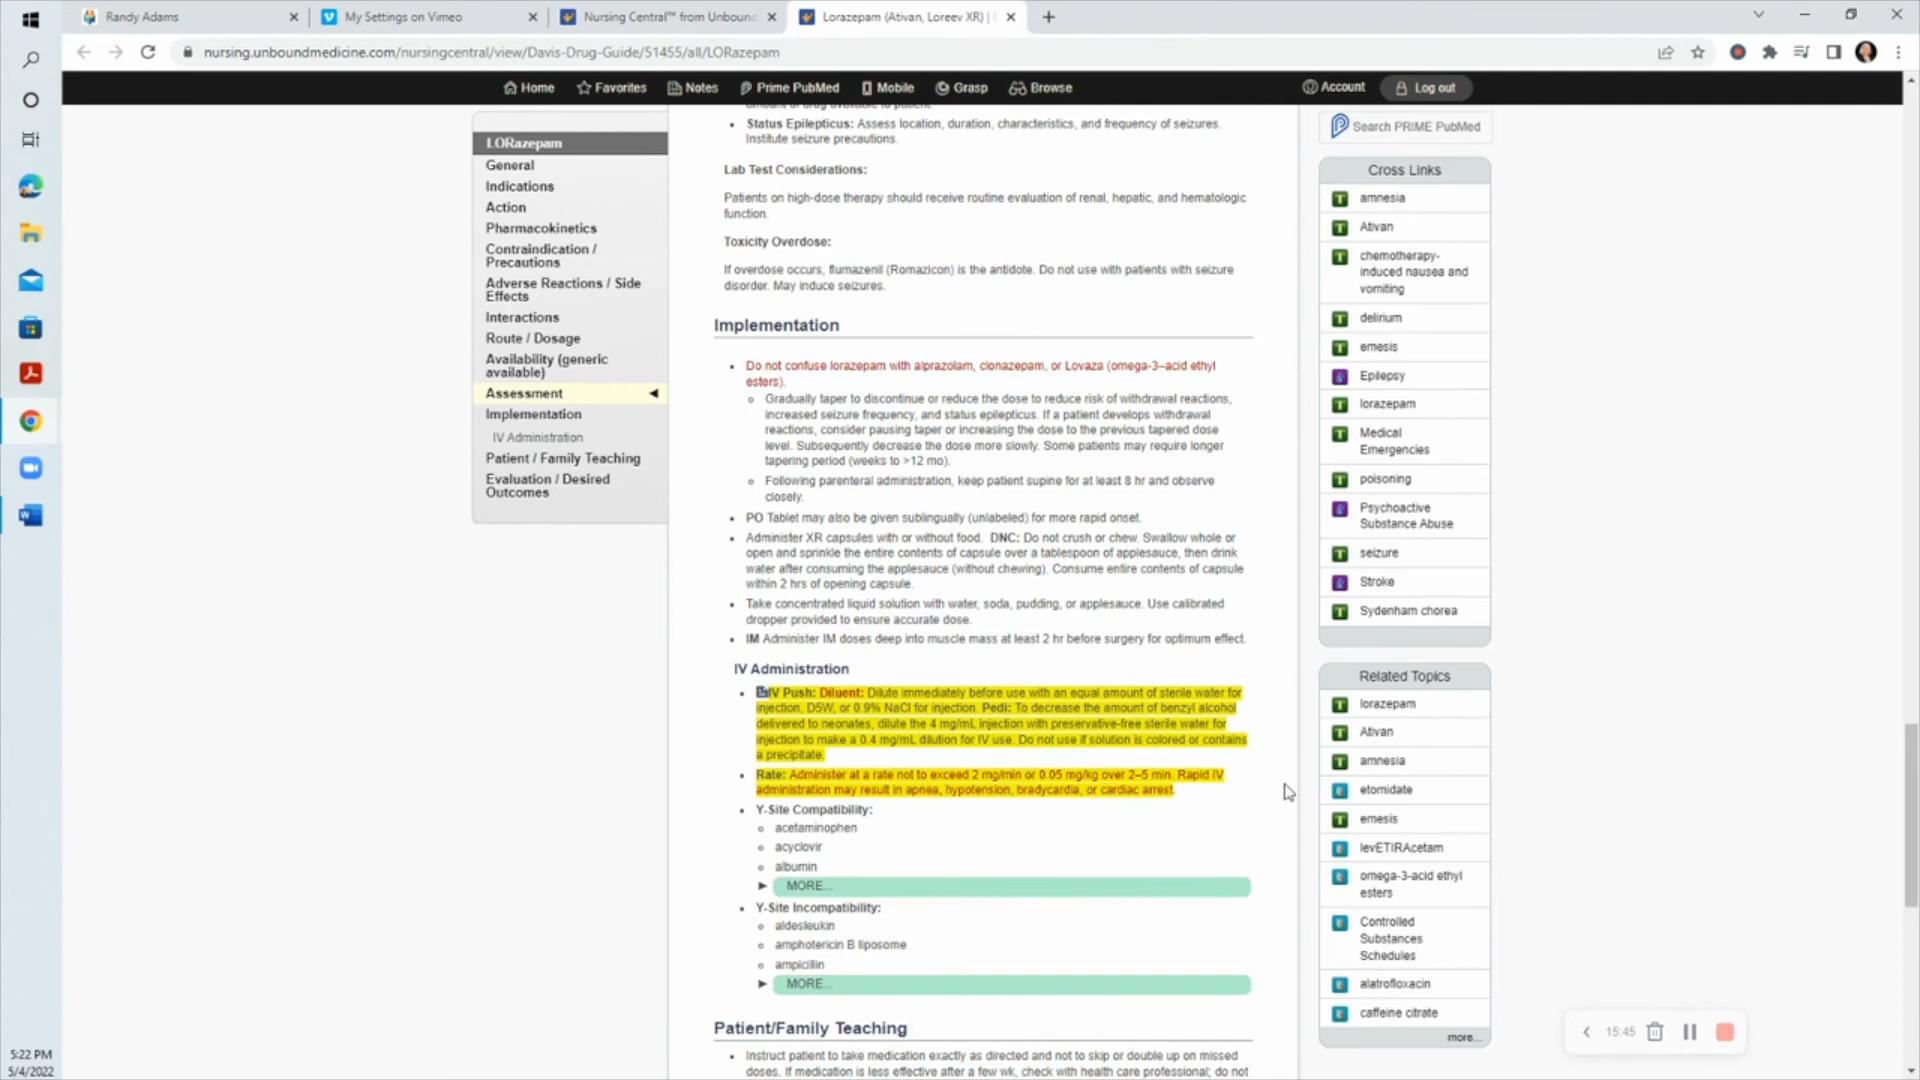 Randy Adams
My Settings on Vimeo
Nursing Central™ from Unbound
Lorazepam (Ativan, Loreev XR) |
nursing.unboundmedicine.com/nursingcentral/view/Davis-Drug-Guide/51455/all/LORazepam
Home
Favorites
Notes
Prime PubMed
Mobile
Grasp
Browse
Account
Log out
LORazepam
General
Indications
Action
Pharmacokinetics
Contraindication /
Precautions
Adverse Reactions / Side
Effects
Interactions
Route / Dosage
Availability (generic
available)
Assessment
Implementation
IV Administration
Patient / Family Teaching
Evaluation / Desired
Outcomes
amount of drug available to patient.
• Status Epilepticus: Assess location, duration, characteristics, and frequency of seizures.
Institute seizure precautions.
Lab Test Considerations:
Patients on high-dose therapy should receive routine evaluation of renal, hepatic, and hematologic
function.
Toxicity Overdose:
If overdose occurs, flumazenil (Romazicon) is the antidote. Do not use with patients with seizure
disorder. May induce seizures.
Implementation
• Do not confuse lorazepam with alprazolam, clonazepam, or Lovaza (omega-3–acid ethyl
esters).
Gradually taper to discontinue or reduce the dose to reduce risk of withdrawal reactions,
increased seizure frequency, and status epilepticus. If a patient develops withdrawal
reactions, consider pausing taper or increasing the dose to the previous tapered dose
level. Subsequently decrease the dose more slowly. Some patients may require longer
tapering period (weeks to >12 mo).
Following parenteral administration, keep patient supine for at least 8 hr and observe
closely.
• PO Tablet may also be given sublingually (unlabeled) for more rapid onset.
• Administer XR capsules with or without food. DNC: Do not crush or chew. Swallow whole or
open and sprinkle the entire contents of capsule over a tablespoon of applesauce, then drink
water after consuming the applesauce (without chewing). Consume entire contents of capsule
within 2 hrs of opening capsule.
• Take concentrated liquid solution with water, soda, pudding, or applesauce. Use calibrated
dropper provided to ensure accurate dose.
• IM Administer IM doses deep into muscle mass at least 2 hr before surgery for optimum effect.
IV Administration
• IV Push: Diluent: Dilute immediately before use with an equal amount of sterile water for
injection, D5W, or 0.9% NaCl for injection. Pedi: To decrease the amount of benzyl alcohol
delivered to neonates, dilute the 4 mg/mL injection with preservative-free sterile water for
injection to make a 0.4 mg/mL dilution for IV use. Do not use if solution is colored or contains
a precipitate.
• Rate: Administer at a rate not to exceed 2 mg/min or 0.05 mg/kg over 2–5 min. Rapid IV
administration may result in apnea, hypotension, bradycardia, or cardiac arrest.
• Y-Site Compatibility:
acetaminophen
acyclovir
albumin
MORE...
• Y-Site Incompatibility:
aldesleukin
amphotericin B liposome
ampicillin
MORE...
Patient/Family Teaching
• Instruct patient to take medication exactly as directed and not to skip or double up on missed
doses. If medication is less effective after a few wk, check with health care professional; do not
Search PRIME PubMed
Cross Links
amnesia
Ativan
chemotherapy-
induced nausea and
vomiting
delirium
emesis
Epilepsy
lorazepam
Medical
Emergencies
poisoning
Psychoactive
Substance Abuse
seizure
Stroke
Sydenham chorea
Related Topics
lorazepam
Ativan
amnesia
etomidate
emesis
levETIRAcetam
omega-3-acid ethyl
esters
Controlled
Substances
Schedules
alatrofloxacin
caffeine citrate
more...
15:45
5:22 PM
5/4/2022